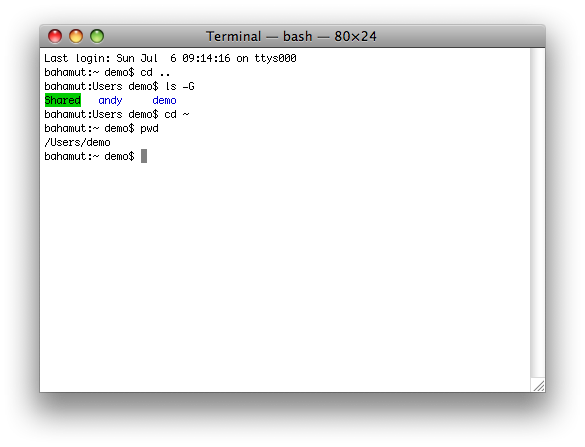 Terminal — bash — 80×24
Last login: Sun Jul  6 09:14:16 on ttys000
bahamut:~ demo$ cd ..
bahamut:Users demo$ ls -G
Shared   andy     demo
bahamut:Users demo$ cd ~
bahamut:~ demo$ pwd
/Users/demo
bahamut:~ demo$